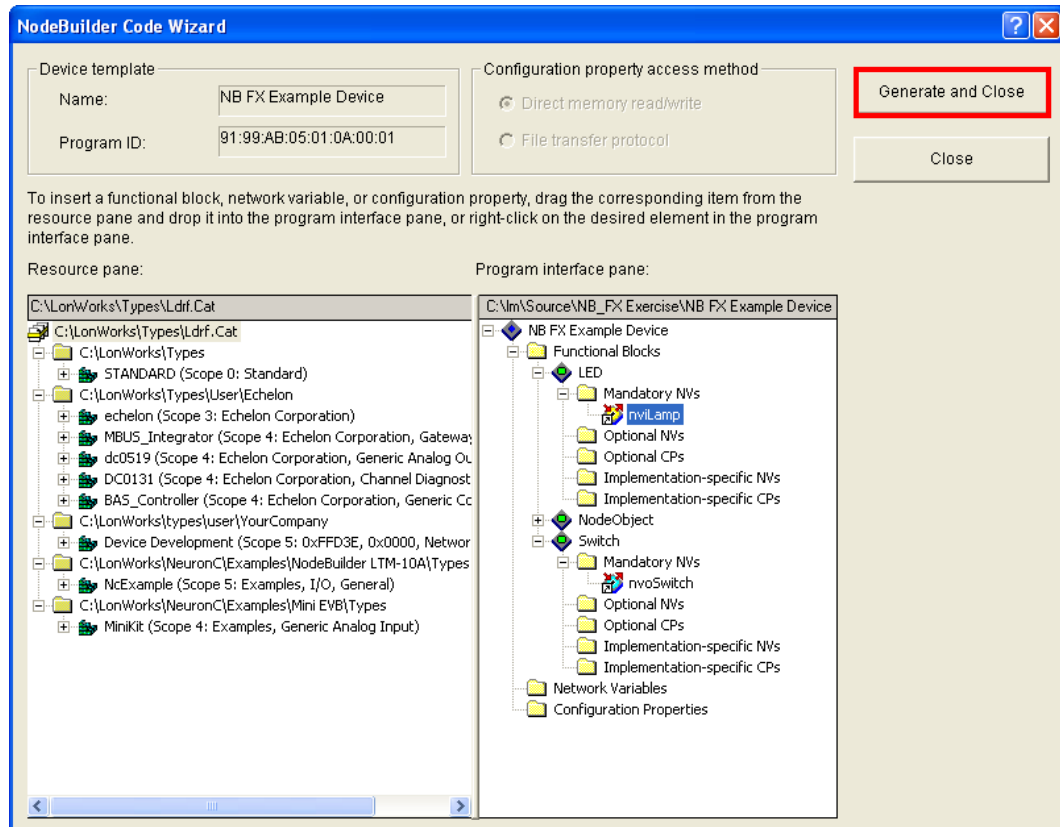 NodeBuilder Code Wizard
Device template
Name:
NB FX Example Device
Program ID:
91:99:AB:05:01:0A:00:01
Configuration property access method
Direct memory read/write
File transfer protocol
Generate and Close
Close
To insert a functional block, network variable, or configuration property, drag the corresponding item from the
resource pane and drop it into the program interface pane, or right-click on the desired element in the program
interface pane.
Resource pane:
C:\LonWorks\Types\Ldrf.Cat
C:\LonWorks\Types\Ldrf.Cat
C:\LonWorks\Types
STANDARD (Scope 0: Standard)
C:\LonWorks\Types\User\Echelon
echelon (Scope 3: Echelon Corporation)
MBUS_Integrator (Scope 4: Echelon Corporation, Gateway
dc0519 (Scope 4: Echelon Corporation, Generic Analog Ou
DC0131 (Scope 4: Echelon Corporation, Channel Diagnost
BAS_Controller (Scope 4: Echelon Corporation, Generic Cc
C:\LonWorks\types\user\YourCompany
Device Development (Scope 5: 0xFFD3E, 0x0000, Networ
C:\LonWorks\NeuronC\Examples\NodeBuilder LTM-10A\Types
NcExample (Scope 5: Examples, I/O, General)
C:\LonWorks\NeuronC\Examples\Mini EVB\Types
MiniKit (Scope 4: Examples, Generic Analog Input)
Program interface pane:
C:\lm\Source\NB_FX Exercise\NB FX Example Device
NB FX Example Device
Functional Blocks
LED
Mandatory NVs
nviLamp
Optional NVs
Optional CPs
Implementation-specific NVs
Implementation-specific CPs
NodeObject
Switch
Mandatory NVs
nvoSwitch
Optional NVs
Optional CPs
Implementation-specific NVs
Implementation-specific CPs
Network Variables
Configuration Properties